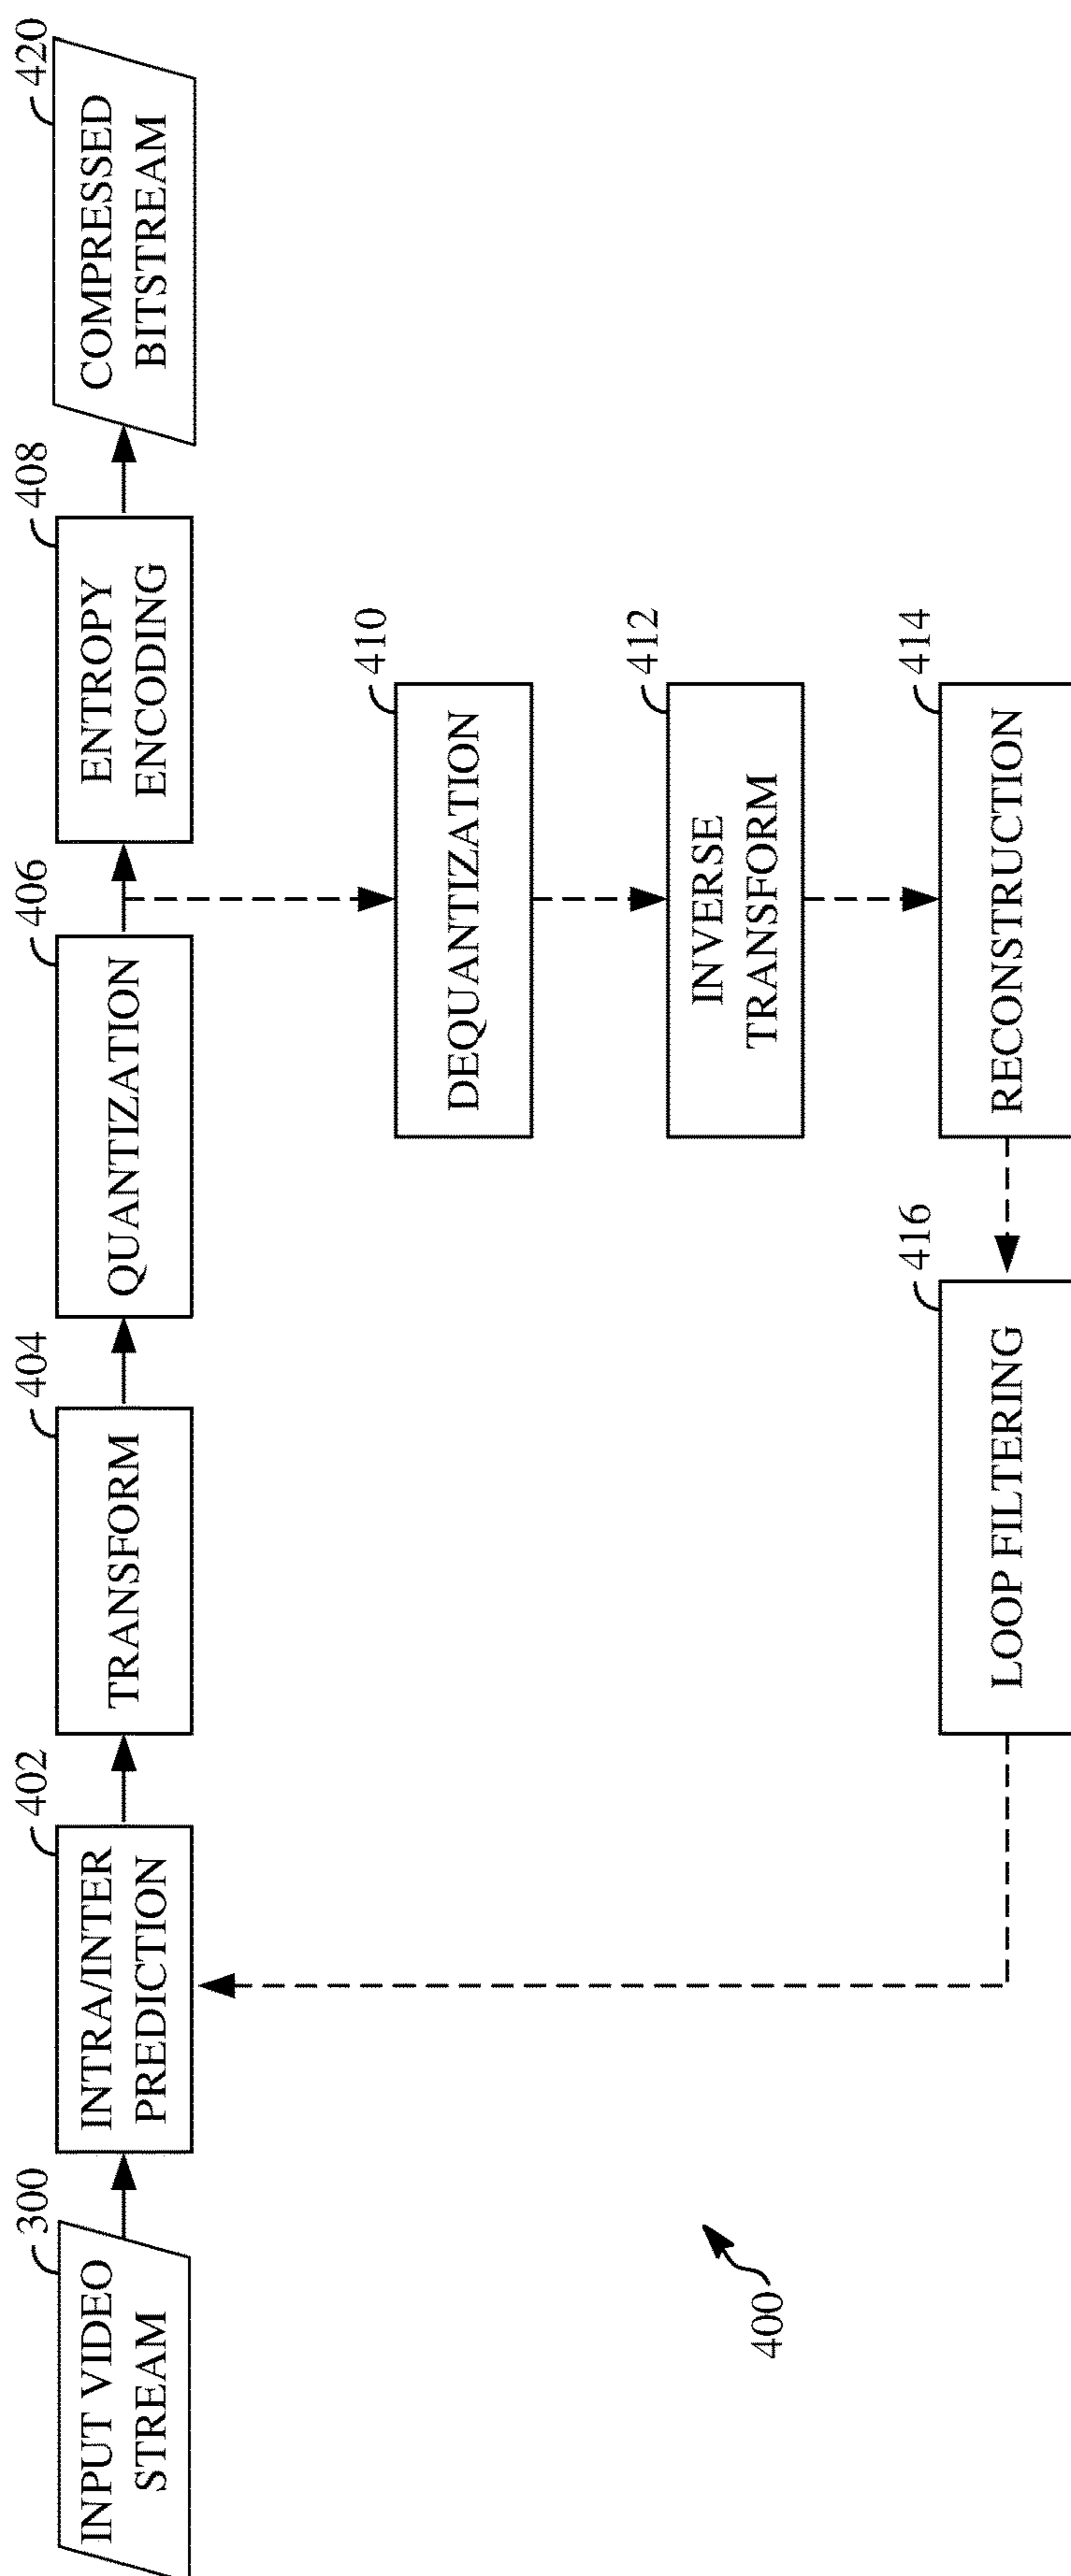 300
INPUT VIDEO
STREAM
402
INTRA/INTER
PREDICTION
404
TRANSFORM
406
QUANTIZATION
408
ENTROPY
ENCODING
420
COMPRESSED
BITSTREAM
410
DEQUANTIZATION
412
INVERSE
TRANSFORM
414
RECONSTRUCTION
416
LOOP FILTERING
400